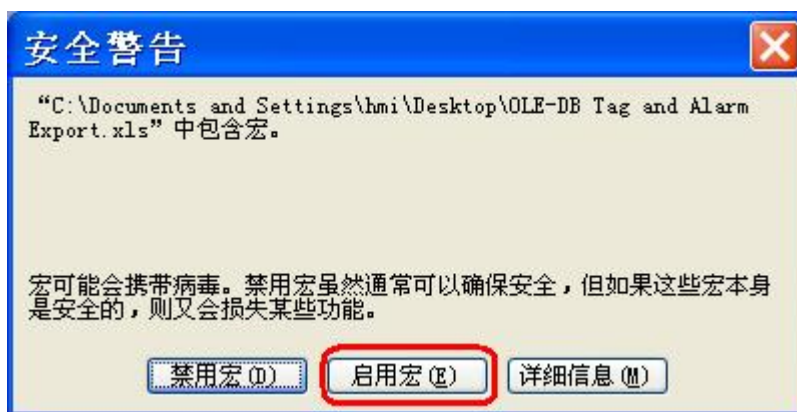 安全警告
“C:\Documents and Settings\hmi\Desktop\OLE-DB Tag and Alarm
Export.xls”中包含宏。
宏可能会携带病毒。禁用宏虽然通常可以确保安全，但如果这些宏本身
是安全的，则又会损失某些功能。
禁用宏(D) 启用宏(E) 详细信息(M)